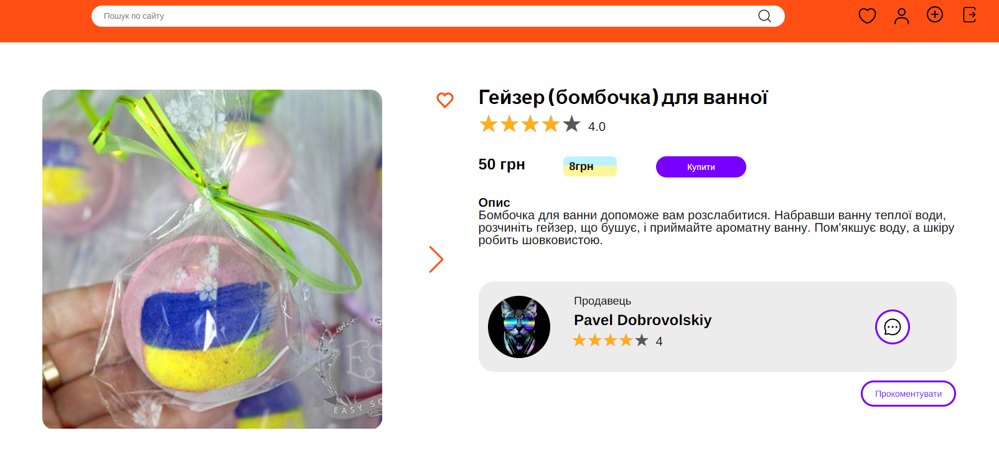 Пошук по сайту
Гейзер (бомбочка) для ванної
4.0
50 грн
8грн
Купити
Опис
Бомбочка для ванни допоможе вам розслабитися. Набравши ванну теплої води,
розчиніть гейзер, що бушує, і приймайте ароматну ванну. Пом'якшує воду, а шкіру
робить шовковистою.
Продавець
Pavel Dobrovolskiy
4
Прокоментувати
ES
EASY SO